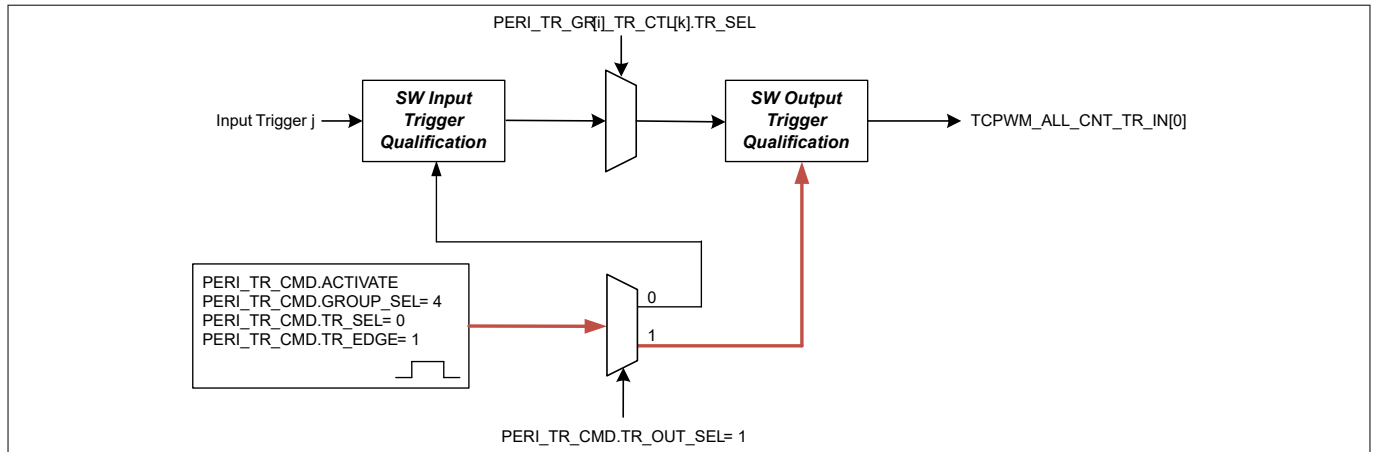 PERI_TR_GR[i]_TR_CTL[k].TR_SEL
SW Input
Trigger
Qualification
SW Output
Trigger
Qualification
Input Trigger j
TCPWM_ALL_CNT_TR_IN[0]
PERI_TR_CMD.ACTIVATE
PERI_TR_CMD.GROUP_SEL= 4
PERI_TR_CMD.TR_SEL= 0
PERI_TR_CMD.TR_EDGE= 1
0
1
PERI_TR_CMD.TR_OUT_SEL= 1